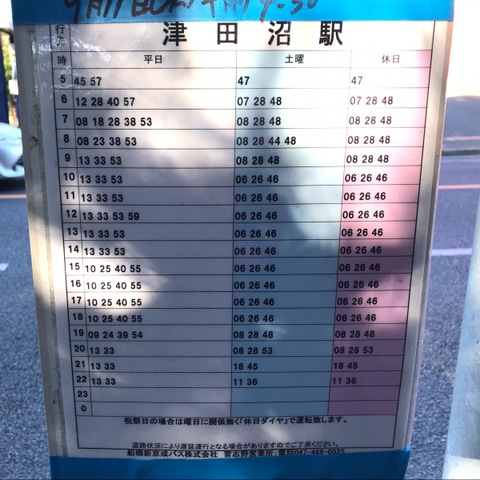 津田沼駅
時 平日 土曜 休日
5 45 57 47 47
6 12 28 40 57 07 28 48 07 28 48
7 08 18 28 38 53 08 28 48 08 28 48
8 08 23 38 53 08 28 44 48 08 28 48
9 13 33 53 08 28 48 08 28 48
10 13 33 53 06 26 46 06 26 46
11 13 33 53 06 26 46 06 26 46
12 13 33 53 59 06 26 46 06 26 46
13 13 33 53 06 26 46 06 26 46
14 13 33 53 06 26 46 06 26 46
15 10 25 40 55 06 26 46 06 26 46
16 10 25 40 55 06 26 46 06 26 46
17 10 25 40 55 06 26 46 06 26 46
18 10 25 40 55 06 26 46 06 26 46
19 09 24 39 54 08 28 48 08 28 48
20 13 33 08 28 53 08 28 53
21 13 33 18 45 18 45
22 13 33 11 36 11 36
23
0
祝祭日の場合は曜日に関係無く「休日ダイヤ」で運転致します。
道路状況により遅延運行となる場合がありますのでご了承ください。
船橋新京成バス株式会社 習志野営業所、電話047-486-0525